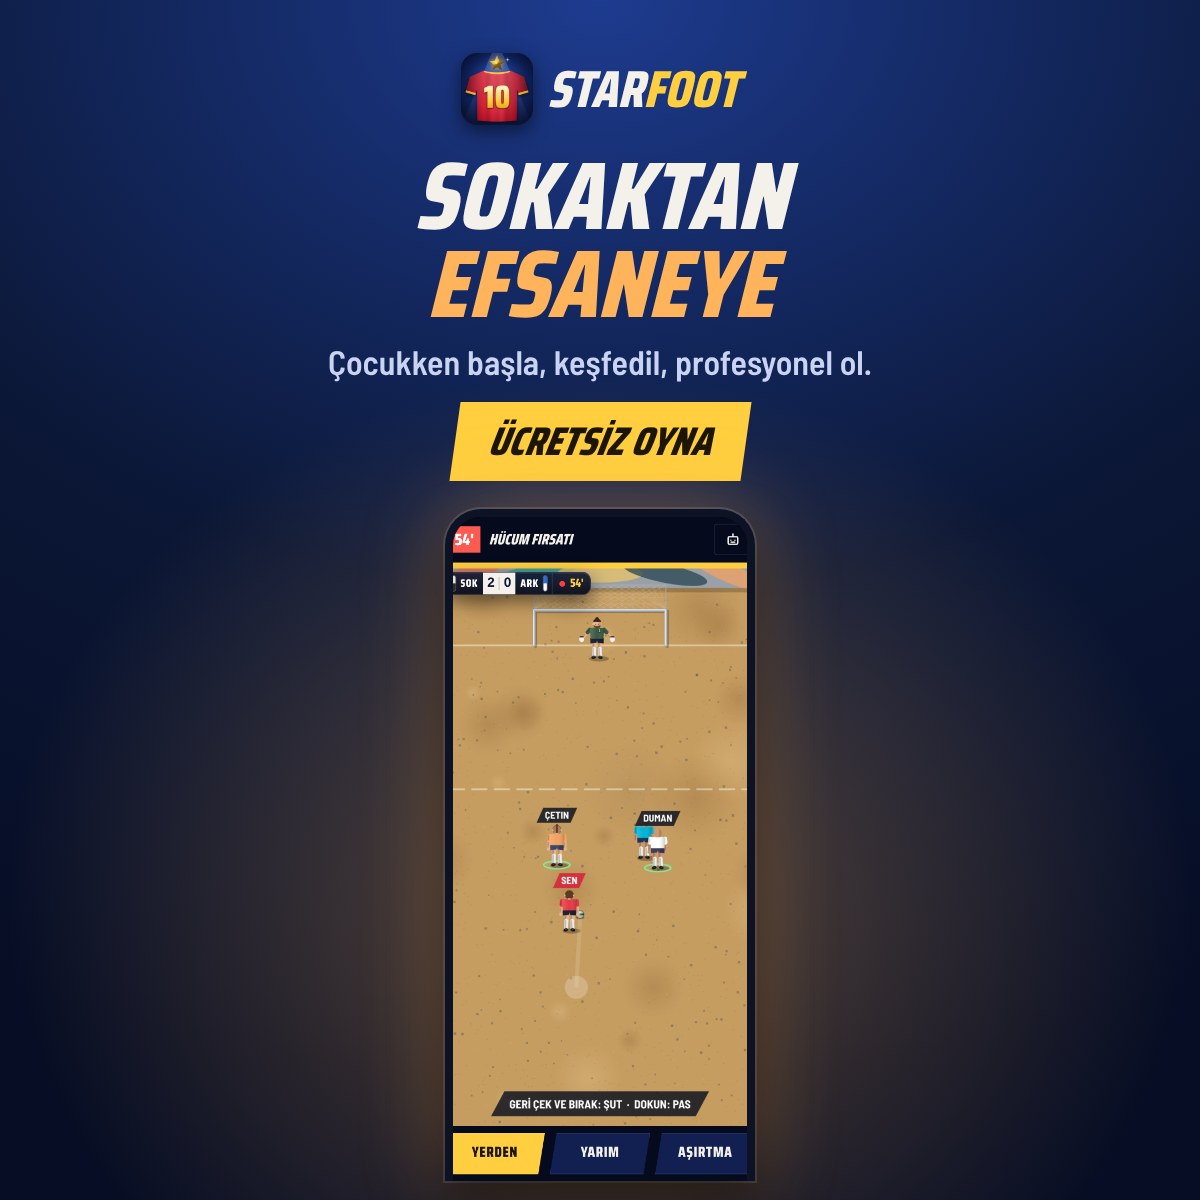 10
STARFOOT
SOKAKTAN
EFSANEYE
Çocukken başla, keşfedil, profesyonel ol.
ÜCRETSİZ OYNA
54' HÜCUM FIRSATI
SOK 2 0 ARK 54'
ÇETIN
DUMAN
SEN
GERİ ÇEK VE BIRAK: ŞUT · DOKUN: PAS
YERDEN YARIM AŞIRTMA